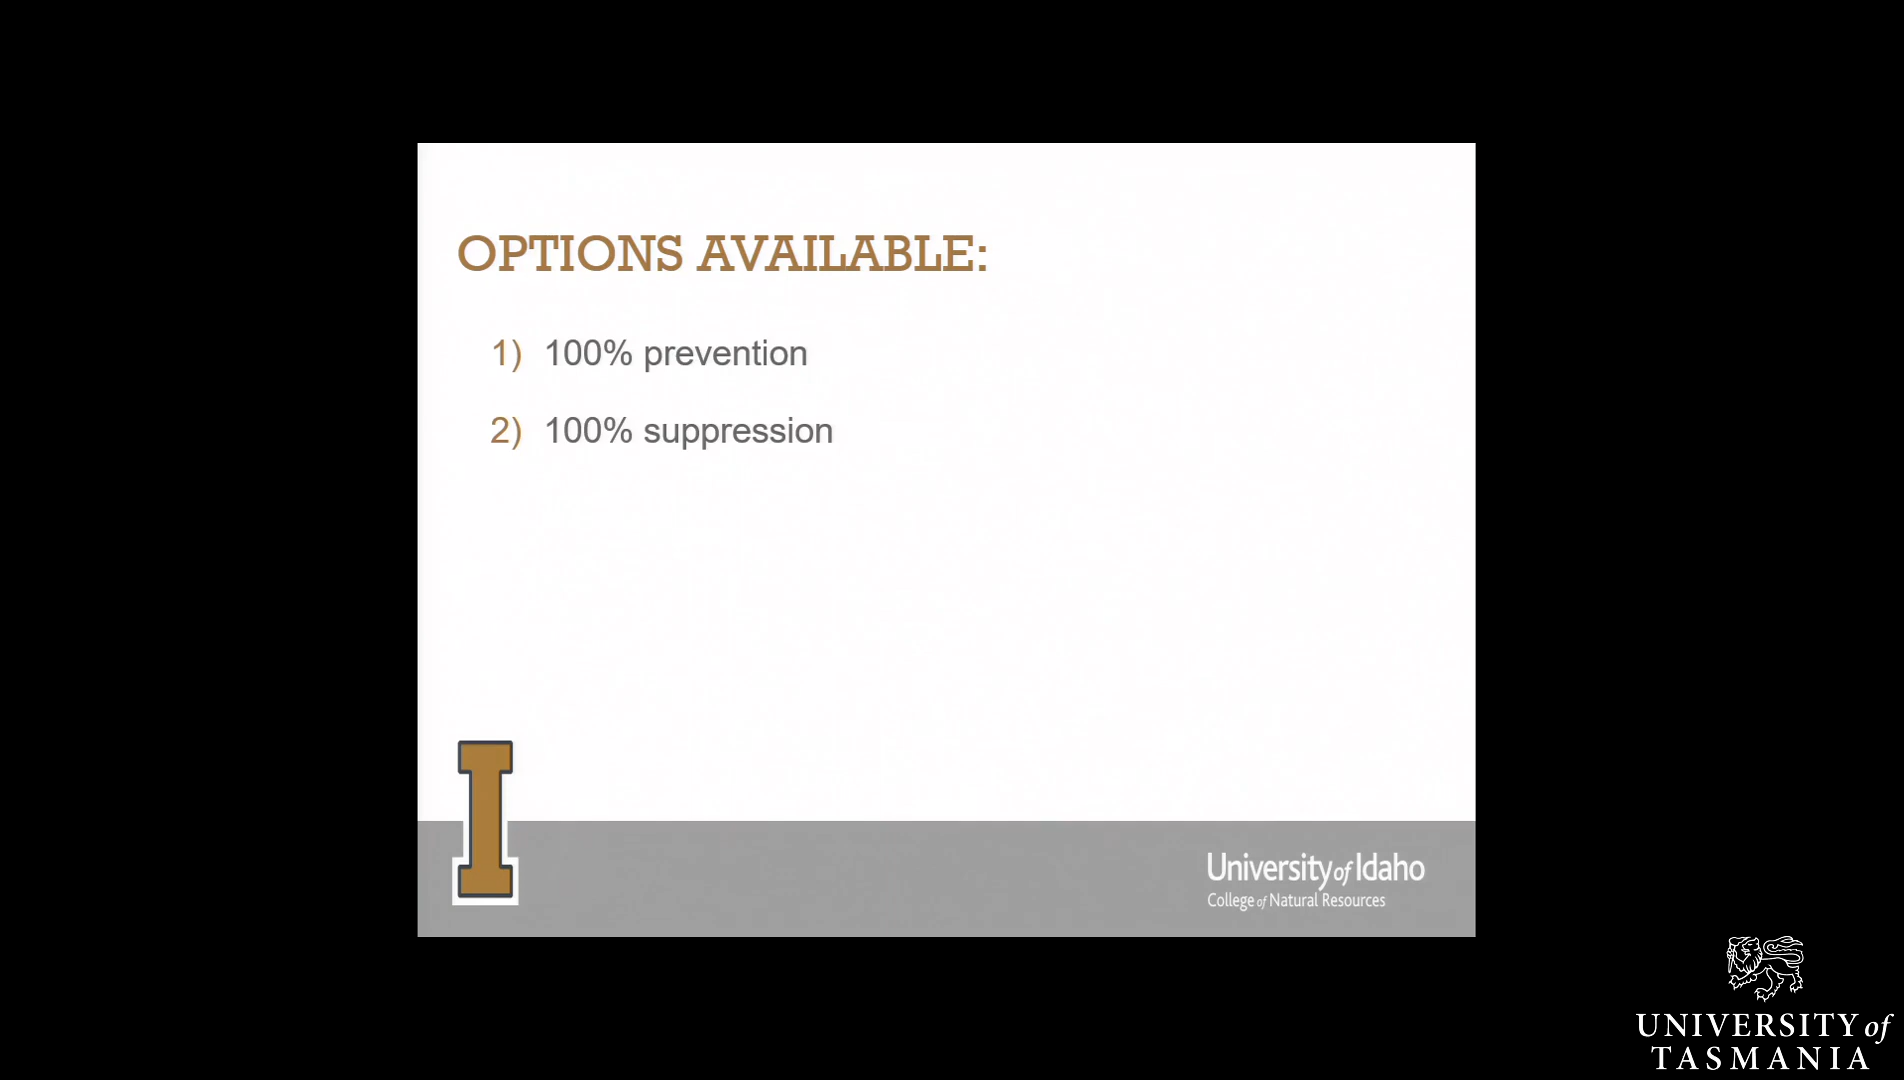 OPTIONS AVAILABLE:
1) 100% prevention
2) 100% suppression
I
University of Idaho
College of Natural Resources
UNIVERSITY of
TASMANIA